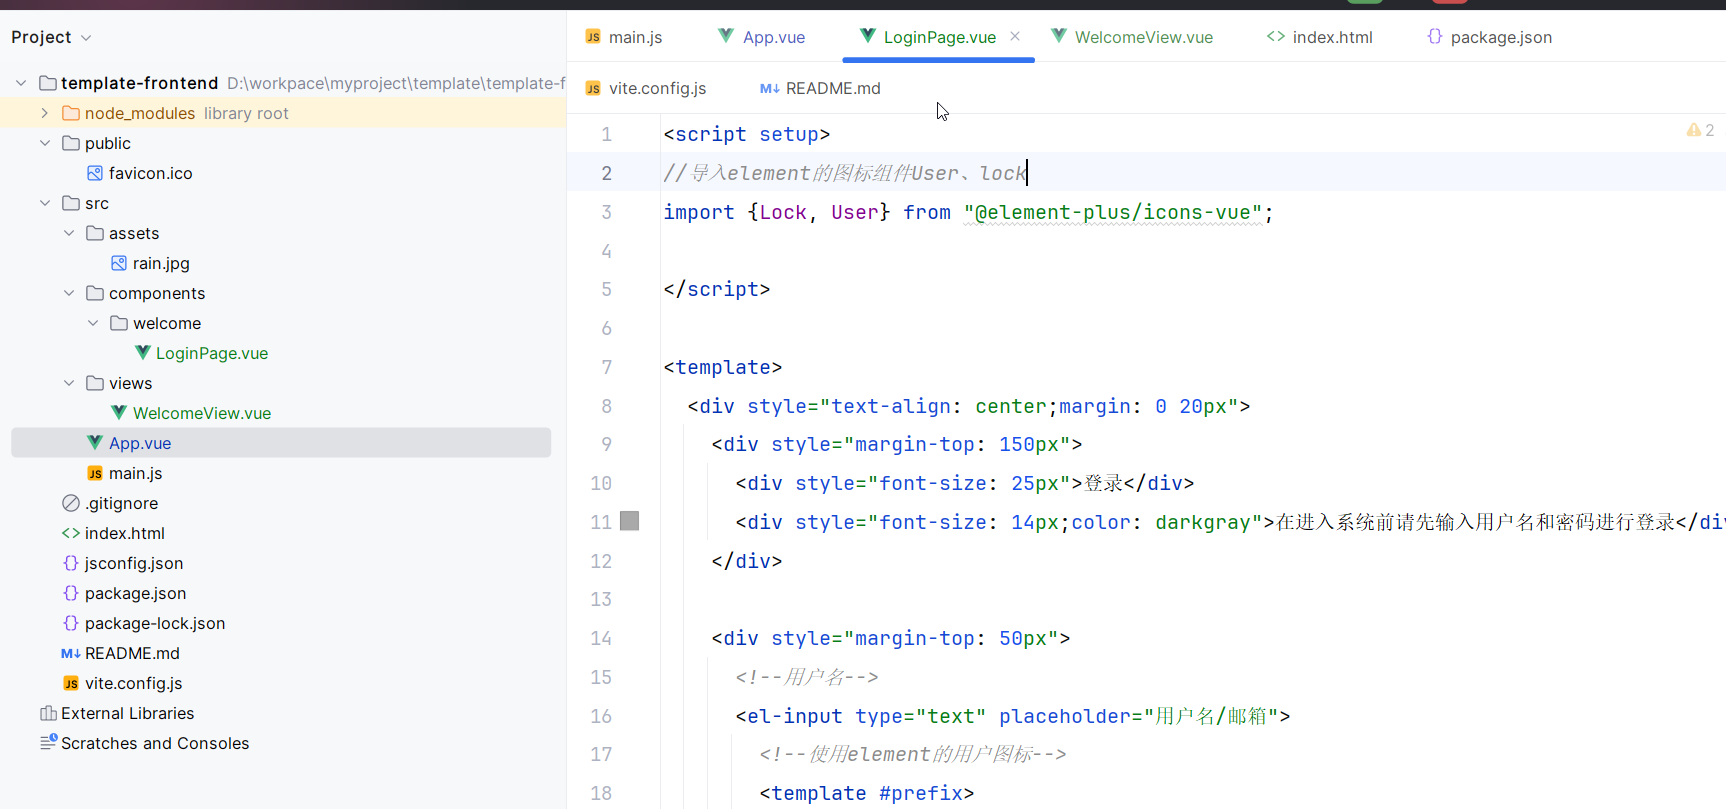 Project
template-frontend D:\workpace\myproject\template\template-f
node_modules library root
public
favicon.ico
src
assets
rain.jpg
components
welcome
LoginPage.vue
views
WelcomeView.vue
App.vue
JS main.js
.gitignore
<> index.html
{} jsconfig.json
{} package.json
{} package-lock.json
M↓ README.md
JS vite.config.js
External Libraries
Scratches and Consoles
JS main.js App.vue LoginPage.vue × WelcomeView.vue <> index.html {} package.json
JS vite.config.js M↓ README.md
2
1 <script setup>
2 //导入element的图标组件User、lock
3 import {Lock, User} from "@element-plus/icons-vue";
4
5 </script>
6
7 <template>
8 <div style="text-align: center;margin: 0 20px">
9 <div style="margin-top: 150px">
10 <div style="font-size: 25px">登录</div>
11 <div style="font-size: 14px;color: darkgray">在进入系统前请先输入用户名和密码进行登录</di
12 </div>
13
14 <div style="margin-top: 50px">
15 <!--用户名-->
16 <el-input type="text" placeholder="用户名/邮箱">
17 <!--使用element的用户图标-->
18 <template #prefix>